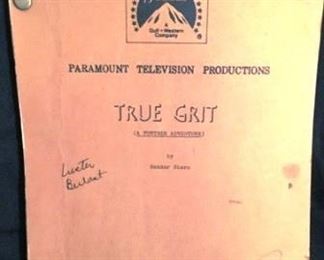 A
Gulf+Western
Company
PARAMOUNT TELEVISION PRODUCTIONS
TRUE GRIT
(A FURTHER ADVENTURE)
by
Sandor Stern